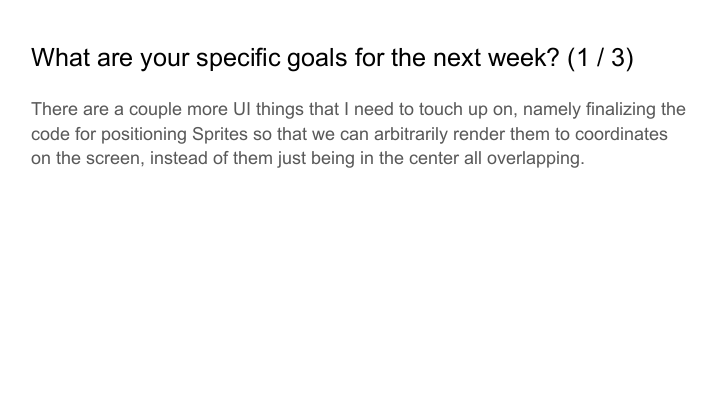 What are your specific goals for the next week? (1 / 3)
There are a couple more UI things that I need to touch up on, namely finalizing the
code for positioning Sprites so that we can arbitrarily render them to coordinates
on the screen, instead of them just being in the center all overlapping.